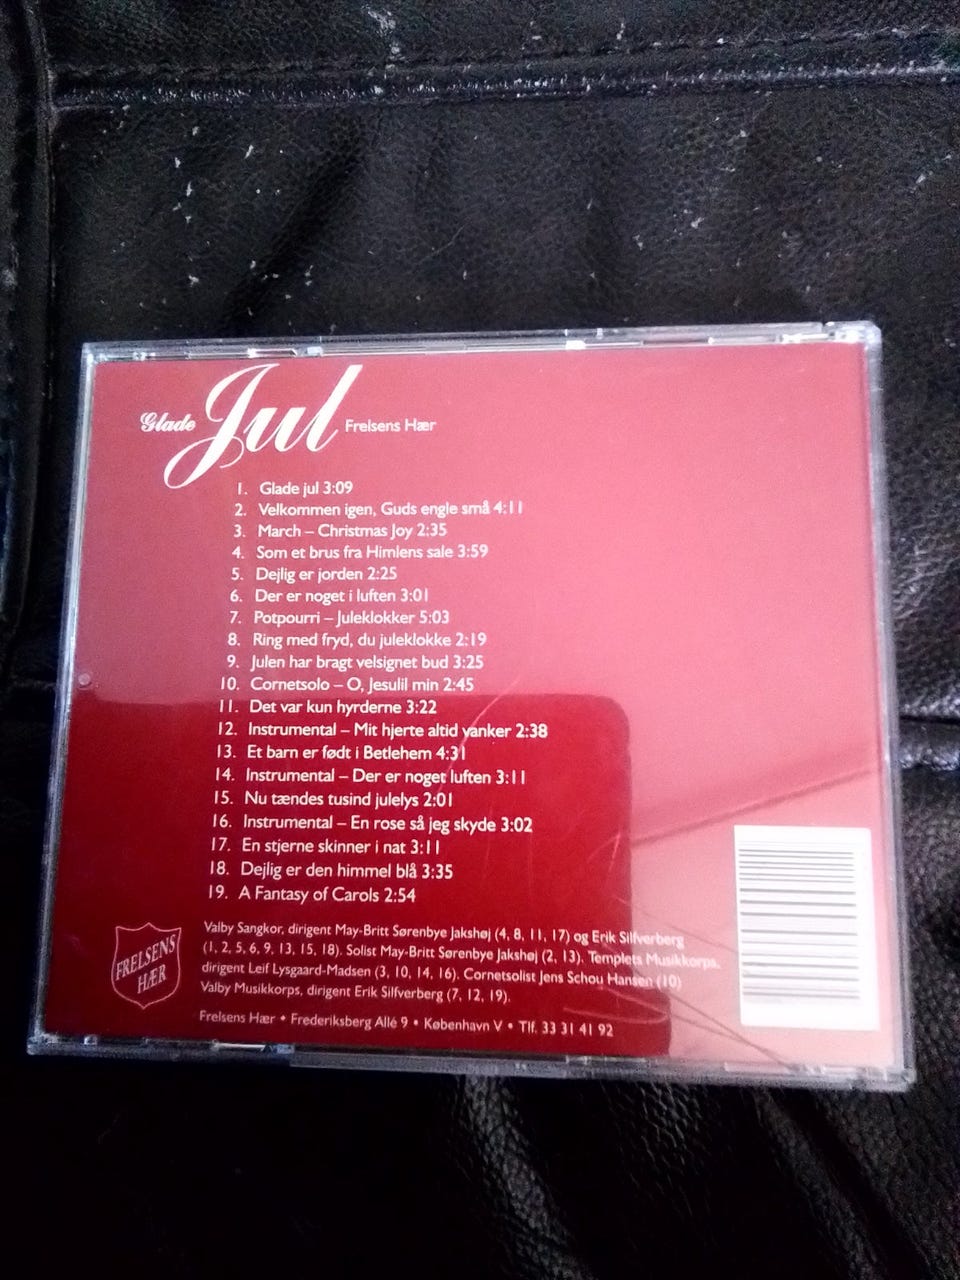 Glade Jul Frelsens Hær
1. Glade jul 3:09
2. Velkommen igen, Guds engle små 4:11
3. March – Christmas Joy 2:35
4. Som et brus fra Himlens sale 3:59
5. Dejlig er jorden 2:25
6. Der er noget i luften 3:01
7. Potpourri – Juleklokker 5:03
8. Ring med fryd, du juleklokke 2:19
9. Julen har bragt velsignet bud 3:25
10. Cornetsolo – O, Jesulil min 2:45
11. Det var kun hyrderne 3:22
12. Instrumental – Mit hjerte altid vanker 2:38
13. Et barn er født i Betlehem 4:31
14. Instrumental – Der er noget luften 3:11
15. Nu tændes tusind julelys 2:01
16. Instrumental – En rose så jeg skyde 3:02
17. En stjerne skinner i nat 3:11
18. Dejlig er den himmel blå 3:35
19. A Fantasy of Carols 2:54
Valby Sangkor, dirigent May-Britt Sørenbye Jakshøj (4, 8, 11, 17) og Erik Silfverberg
(1, 2, 5, 6, 9, 13, 15, 18). Solist May-Britt Sørenbye Jakshøj (2, 13). Templets Musikkorps,
dirigent Leif Lysgaard-Madsen (3, 10, 14, 16). Cornetsolist Jens Schou Hansen (10)
Valby Musikkorps, dirigent Erik Silfverberg (7, 12, 19).
Frelsens Hær • Frederiksberg Allé 9 • København V • Tlf. 33 31 41 92
FRELSENS
HÆR